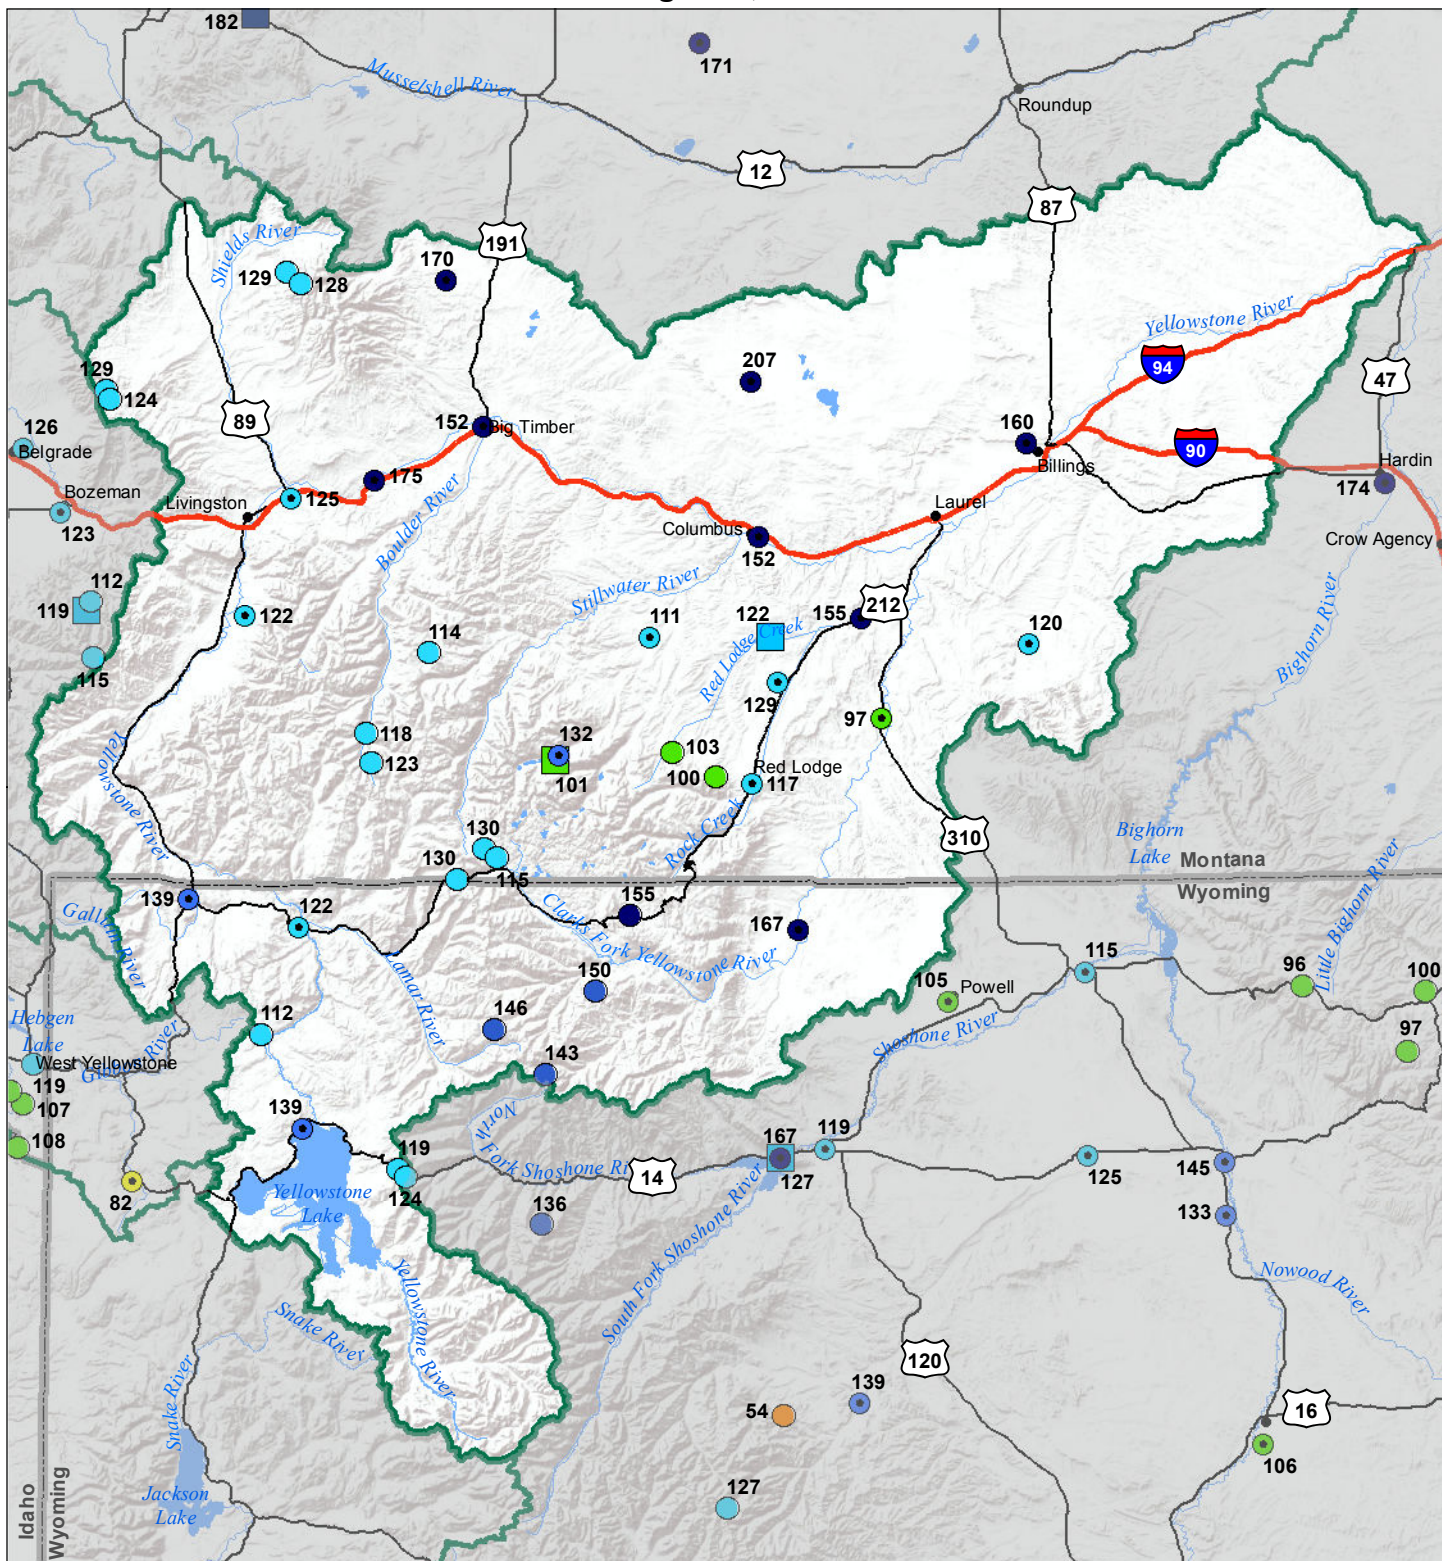 182
171
Musselshell River
Roundup
12
87
191
Shields River
170
129
128
Yellowstone River
94
207
47
129
124
89
152
Big Timber
160
126
Belgrade
90
Billings
Hardin
175
174
Bozeman
Livingston
125
Laurel
123
Boulder River
Columbus
152
Crow Agency
112
119
Stillwater River
212
122
111
122
155
120
Red Lodge Creek
Bighorn River
114
115
129
97
118
132
103
Yellowstone River
123
101
100
Red Lodge
117
Rock Creek
310
Bighorn
Lake
130
130
115
Montana
Wyoming
Little Bighorn River
139
155
Gallatin River
122
Clarks Fork Yellowstone River
167
115
Lamar River
150
105
Powell
96
100
Hebgen
Lake
112
146
Shoshone River
97
West Yellowstone
143
119
107
139
North
Fork Shoshone Ri
108
119
167
119
14
127
125
145
82
124
Yellowstone
Lake
136
133
South Fork Shoshone River
Nowood River
Yellowstone River
Snake River
120
Snake River
139
54
16
106
127
Jackson
Lake
Idaho
Wyoming